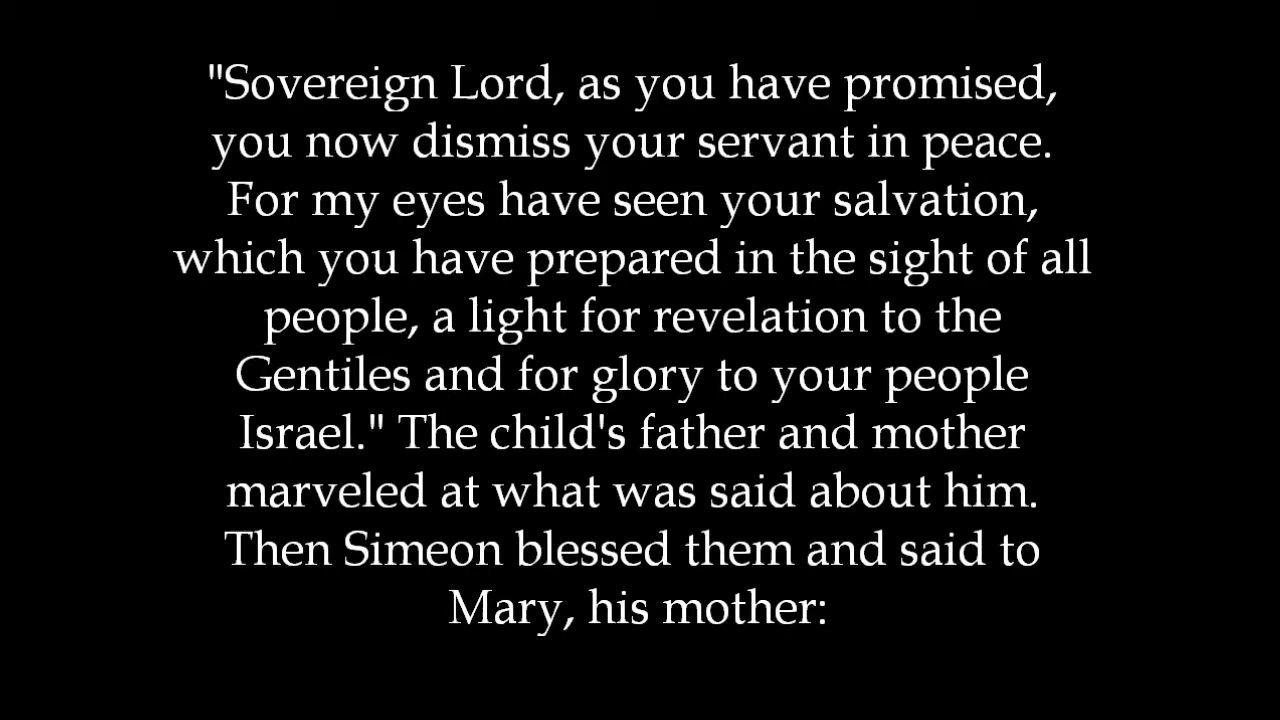 "Sovereign Lord, as you have promised,
you now dismiss your servant in peace.
For my eyes have seen your salvation,
which you have prepared in the sight of all
people, a light for revelation to the
Gentiles and for glory to your people
Israel." The child's father and mother
marveled at what was said about him.
Then Simeon blessed them and said to
Mary, his mother: